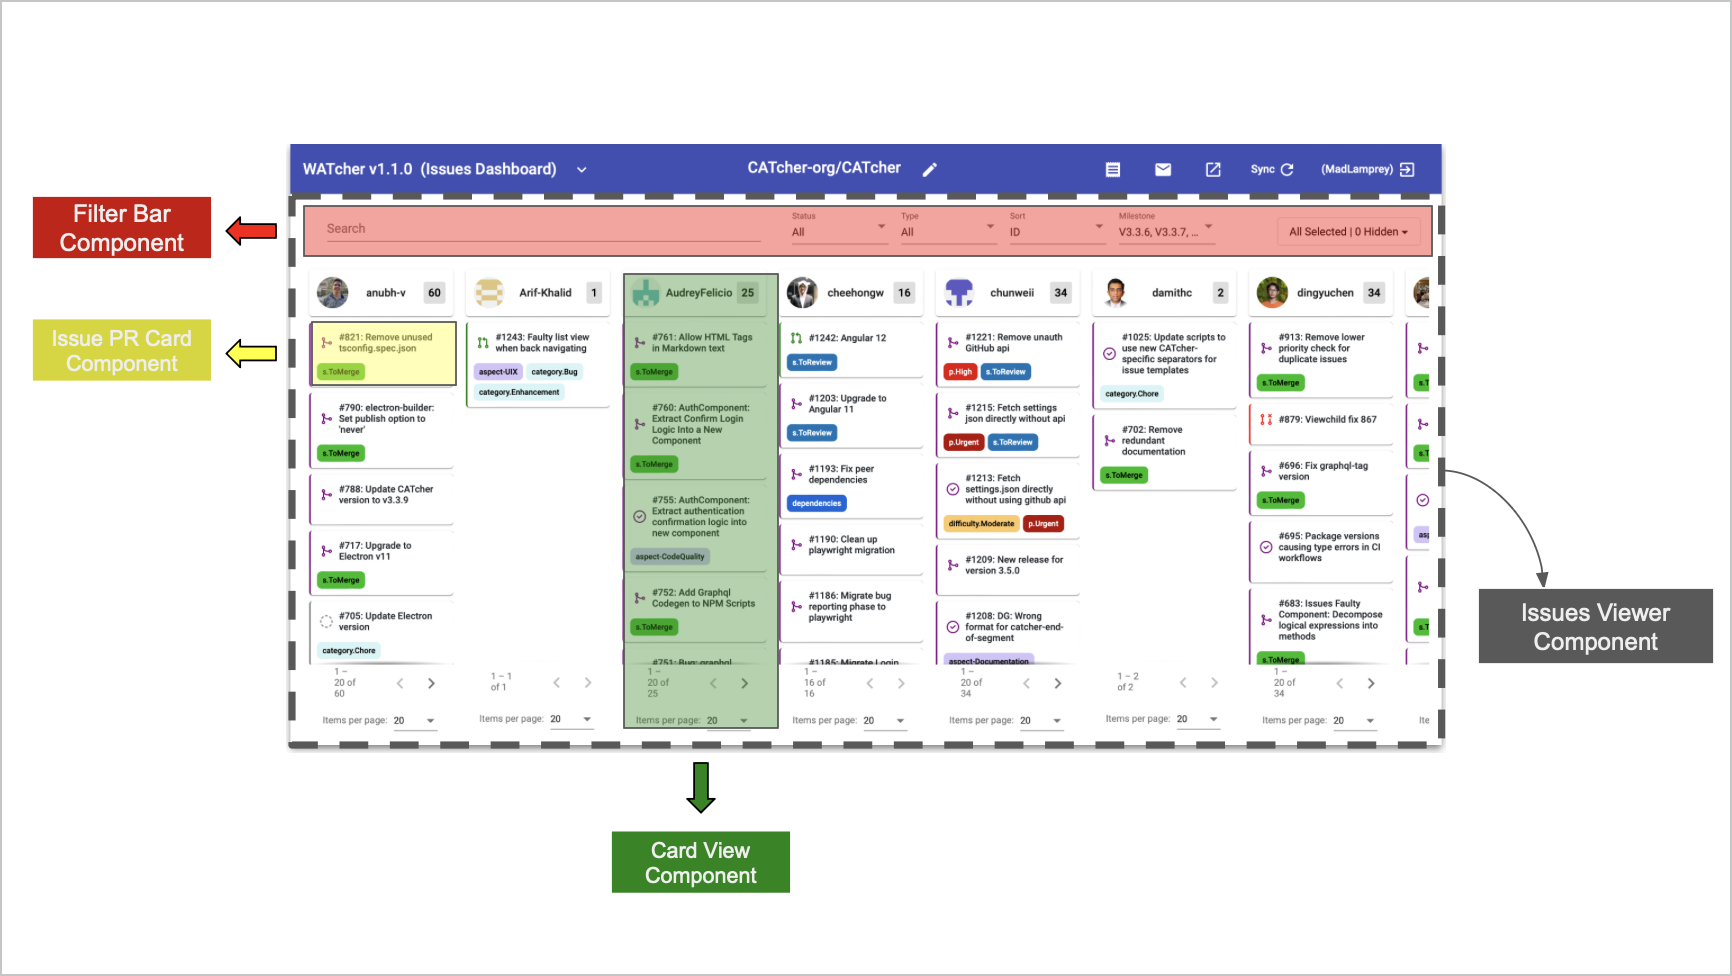 WATcher v1.1.0 (Issues Dashboard)
CATcher-org/CATcher
Sync
(MadLamprey)
Filter Bar
Component
Search
Status
All
Type
All
Sort
ID
Milestone
V3.3.6, V3.3.7, ...
All Selected | 0 Hidden
Issue PR Card
Component
anubh-v 60
#821: Remove unused
tsconfig.spec.json
s.ToMerge
#790: electron-builder:
Set publish option to
'never'
s.ToMerge
#788: Update CATcher
version to v3.3.9
#717: Upgrade to
Electron v11
s.ToMerge
#705: Update Electron
version
category.Chore
1 –
20 of
60
Items per page: 20
Arif-Khalid 1
#1243: Faulty list view
when back navigating
aspect-UIX category.Bug
category.Enhancement
1 – 1
of 1
Items per page: 20
AudreyFelicio 25
#761: Allow HTML Tags
in Markdown text
s.ToMerge
#760: AuthComponent:
Extract Confirm Login
Logic Into a New
Component
s.ToMerge
#755: AuthComponent:
Extract authentication
confirmation logic into
new component
aspect-CodeQuality
#752: Add Graphql
Codegen to NPM Scripts
s.ToMerge
#751: Bug: graphql
1 –
20 of
25
Items per page: 20
cheehongw 16
#1242: Angular 12
s.ToReview
#1203: Upgrade to
Angular 11
s.ToReview
#1193: Fix peer
dependencies
dependencies
#1190: Clean up
playwright migration
#1186: Migrate bug
reporting phase to
playwright
#1185: Migrate Login
1 –
16 of
16
Items per page: 20
chunweii 34
#1221: Remove unauth
GitHub api
p.High s.ToReview
#1215: Fetch settings
json directly without api
p.Urgent s.ToReview
#1213: Fetch
settings.json directly
without using github api
difficulty.Moderate p.Urgent
#1209: New release for
version 3.5.0
#1208: DG: Wrong
format for catcher-end-
of-segment
aspect-Documentation
1 –
20 of
34
Items per page: 20
damithc 2
#1025: Update scripts to
use new CATcher-
specific separators for
issue templates
category.Chore
#702: Remove
redundant
documentation
s.ToMerge
1 – 2
of 2
Items per page: 20
dingyuchen 34
#913: Remove lower
priority check for
duplicate issues
s.ToMerge
#879: Viewchild fix 867
#696: Fix graphql-tag
version
s.ToMerge
#695: Package versions
causing type errors in CI
workflows
#683: Issues Faulty
Component: Decompose
logical expressions into
methods
s.ToMerge
1 –
20 of
34
Items per page: 20
Issues Viewer
Component
Card View
Component